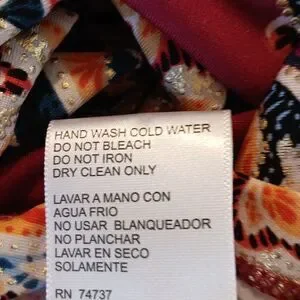 HAND WASH COLD WATER
DO NOT BLEACH
DO NOT IRON
DRY CLEAN ONLY
LAVAR A MANO CON
AGUA FRIO
NO USAR BLANQUEADOR
NO PLANCHAR
LAVAR EN SECO
SOLAMENTE
RN 74737